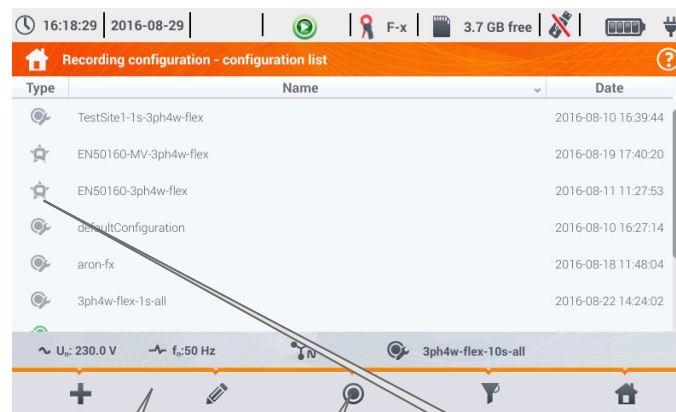 16:18:29 2016-08-29 F-x 3.7 GB free
Recording configuration - configuration list ?
Type Name Date
TestSite1-1s-3ph4w-flex 2016-08-10 16:39:44
EN50160-MV-3ph4w-flex 2016-08-19 17:40:20
EN50160-3ph4w-flex 2016-08-11 11:27:53
defaultConfiguration 2016-08-10 16:27:14
aron-fx 2016-08-18 11:48:04
3ph4w-flex-1s-all 2016-08-22 14:24:02
Un: 230.0 V fn:50 Hz N 3ph4w-flex-10s-all